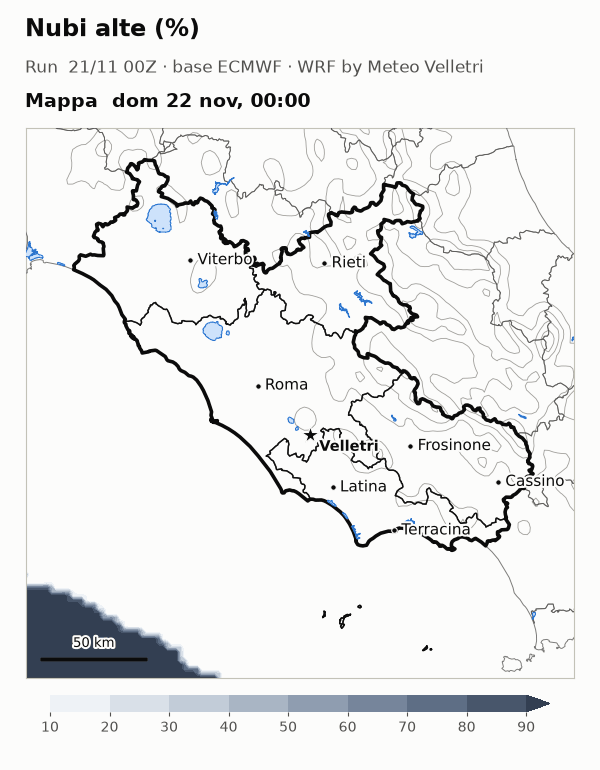 Nubi alte (%)
Run 21/11 00Z · base ECMWF · WRF by Meteo Velletri
Mappa dom 22 nov, 00:00
Viterbo
Rieti
Roma
Velletri
Frosinone
Latina
Cassino
Terracina
50 km
10 20 30 40 50 60 70 80 90